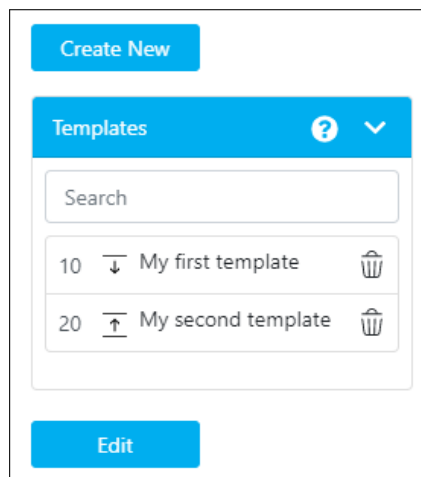 Create New
Templates
Search
10 My first template
20 My second template
Edit